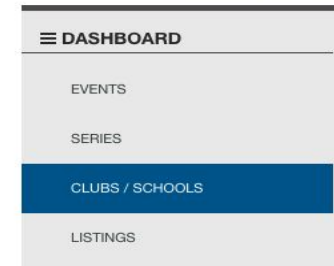 DASHBOARD
EVENTS
SERIES
CLUBS / SCHOOLS
LISTINGS